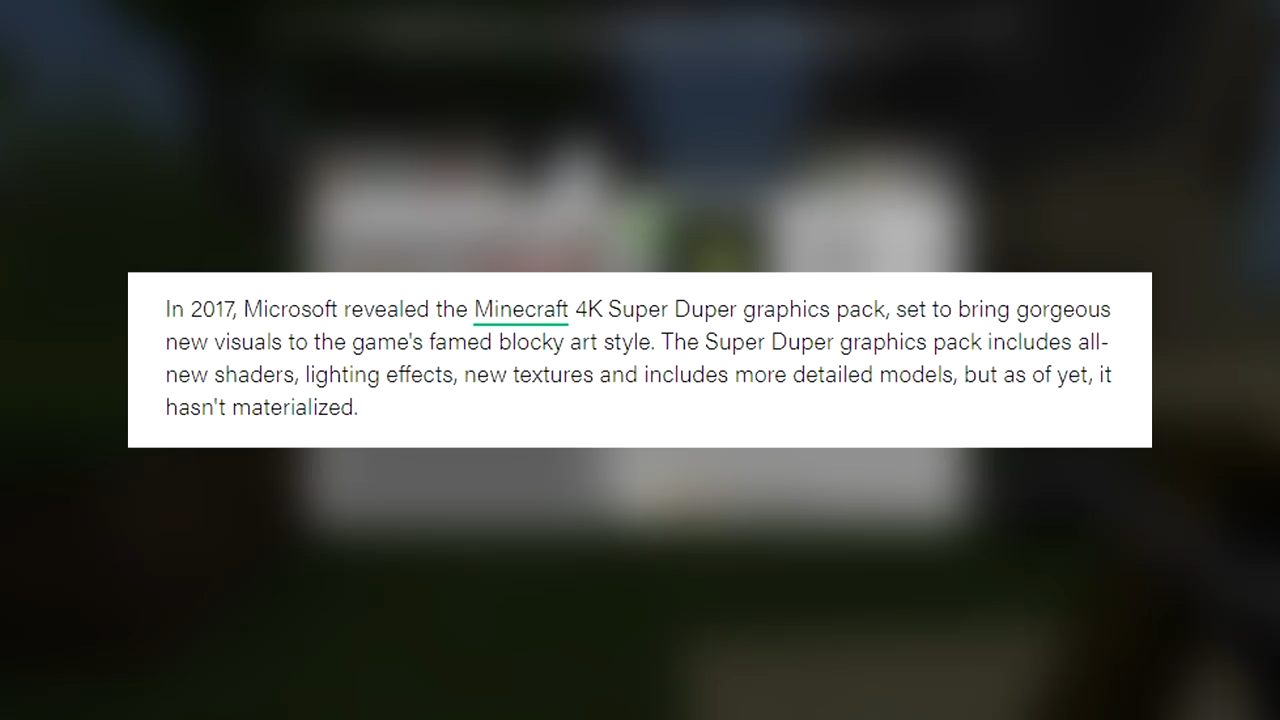 In 2017, Microsoft revealed the Minecraft 4K Super Duper graphics pack, set to bring gorgeous
new visuals to the game's famed blocky art style. The Super Duper graphics pack includes all-
new shaders, lighting effects, new textures and includes more detailed models, but as of yet, it
hasn't materialized.